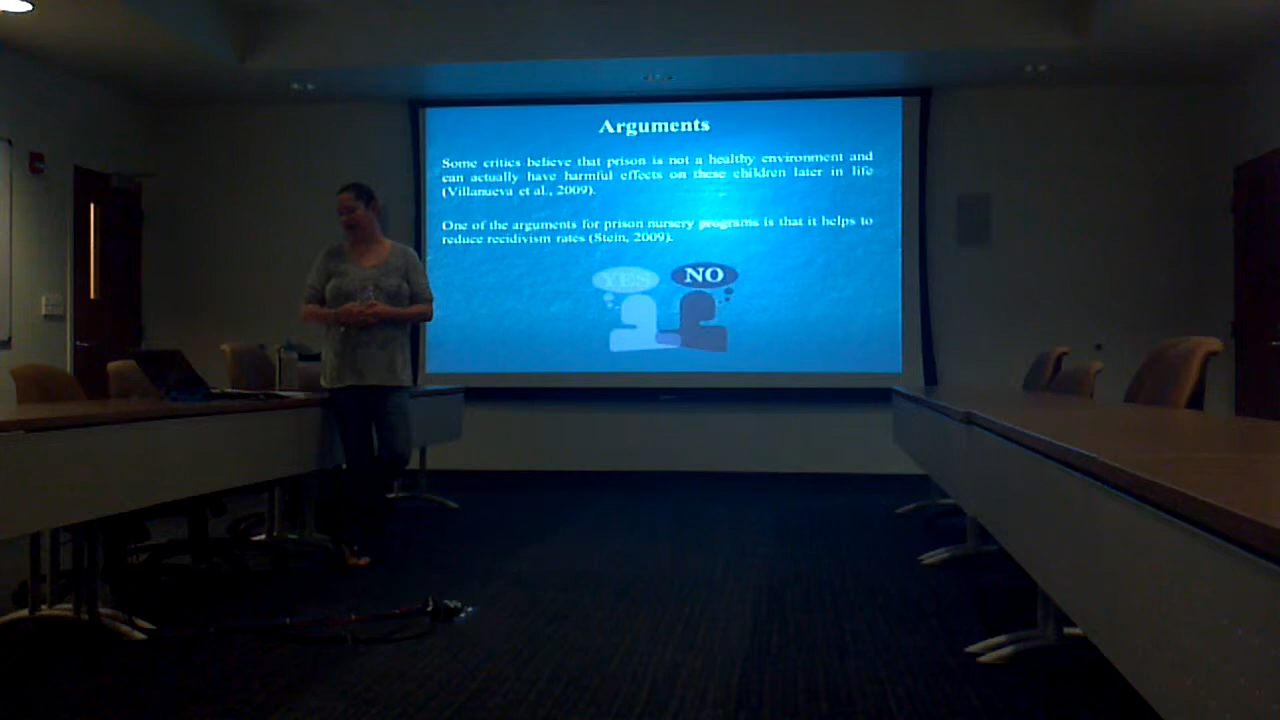 Arguments
Some critics believe that prison is not a healthy environment and
can actually have harmful effects on these children later in life
(Villanueva et al., 2009).
One of the arguments for prison nursery programs is that it helps to
reduce recidivism rates (Stein, 2009).
YES NO